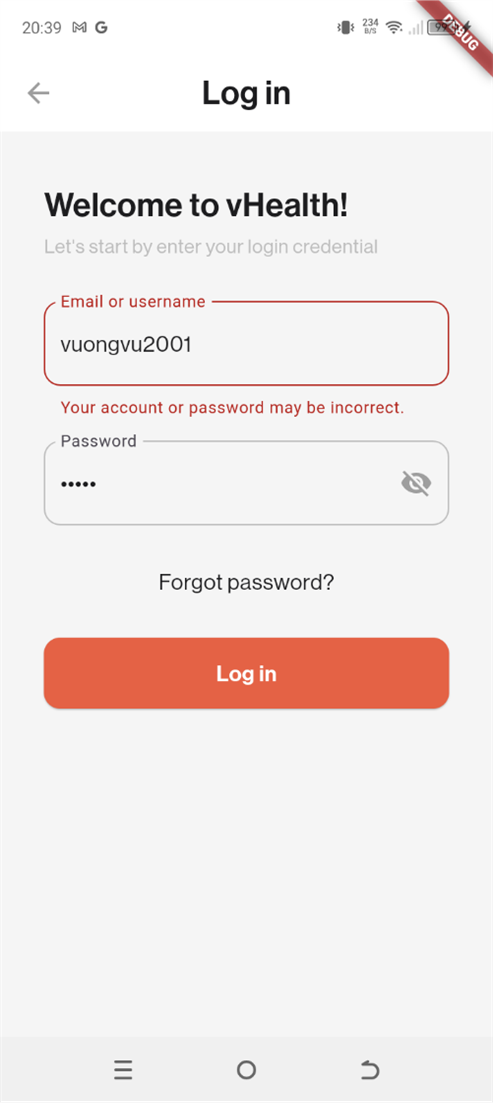 20:39
234
B/S
99
DEBUG
Log in
Welcome to vHealth!
Let's start by enter your login credential
Email or username
vuongvu2001
Your account or password may be incorrect.
Password
•••••
Forgot password?
Log in